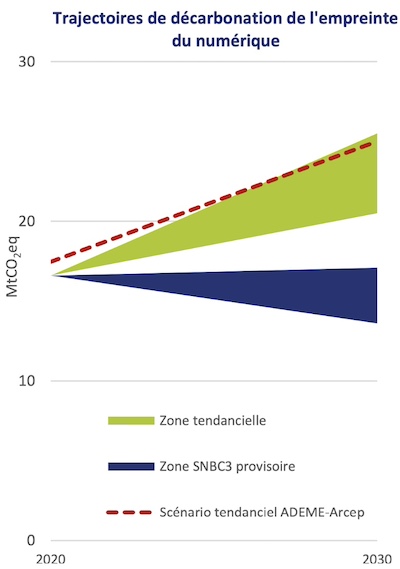 Trajectoires de décarbonation de l'empreinte
du numérique
30
20
MtCO₂eq
10
Zone tendancielle
Zone SNBC3 provisoire
Scénario tendanciel ADEME-Arcep
0
2020 2030